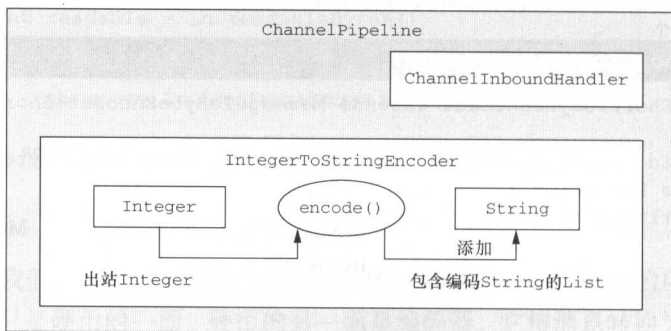 ChannelPipeline
ChannelInboundHandler
IntegerToStringEncoder
Integer
encode()
String
添加
出站Integer
包含编码String的List